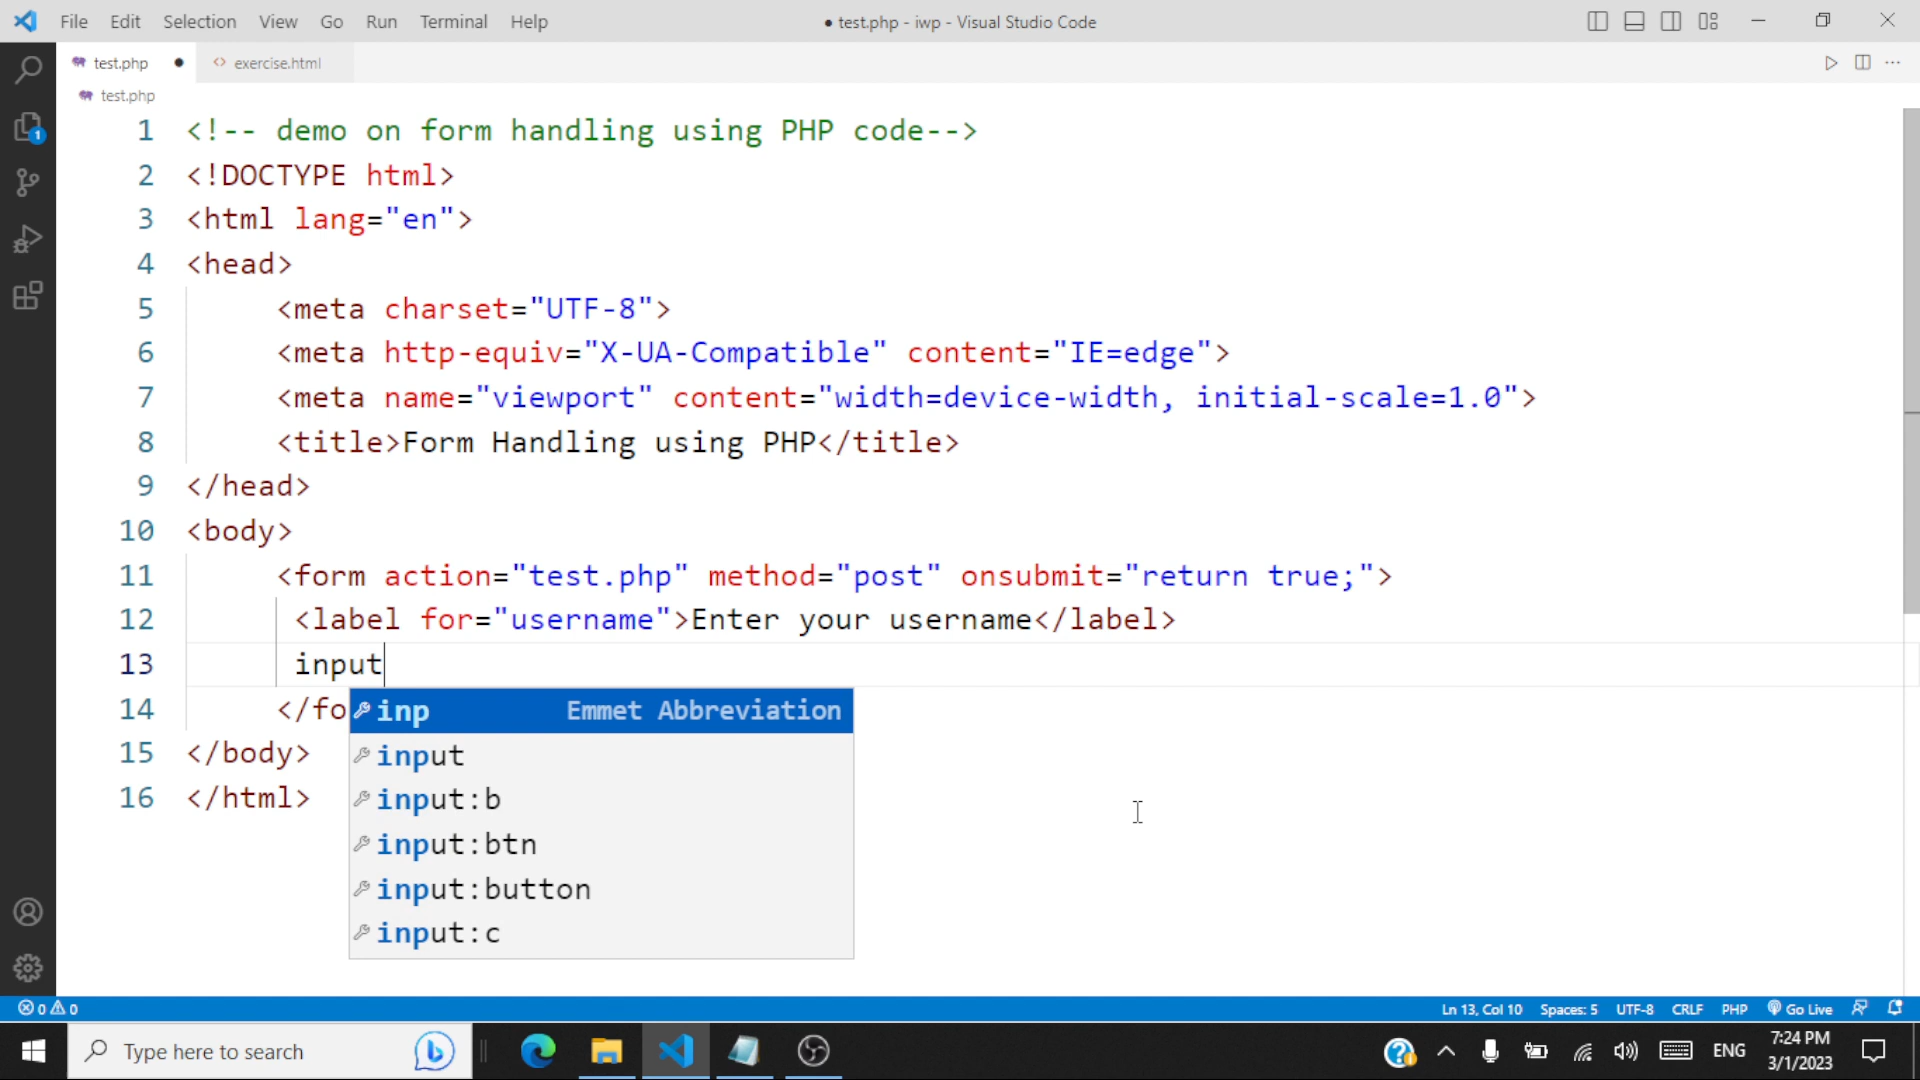 File Edit Selection View Go Run Terminal Help
● test.php - iwp - Visual Studio Code
test.php ●
<> exercise.html
test.php
1 <!-- demo on form handling using PHP code-->
2 <!DOCTYPE html>
3 <html lang="en">
4 <head>
5 <meta charset="UTF-8">
6 <meta http-equiv="X-UA-Compatible" content="IE=edge">
7 <meta name="viewport" content="width=device-width, initial-scale=1.0">
8 <title>Form Handling using PHP</title>
9 </head>
10 <body>
11 <form action="test.php" method="post" onsubmit="return true;">
12 <label for="username">Enter your username</label>
13 input
14 </fo
inp Emmet Abbreviation
15 </body>
input
16 </html>
input:b
input:btn
input:button
input:c
1
0 0
Ln 13, Col 10 Spaces: 5 UTF-8 CRLF PHP Go Live
Type here to search
ENG
7:24 PM
3/1/2023